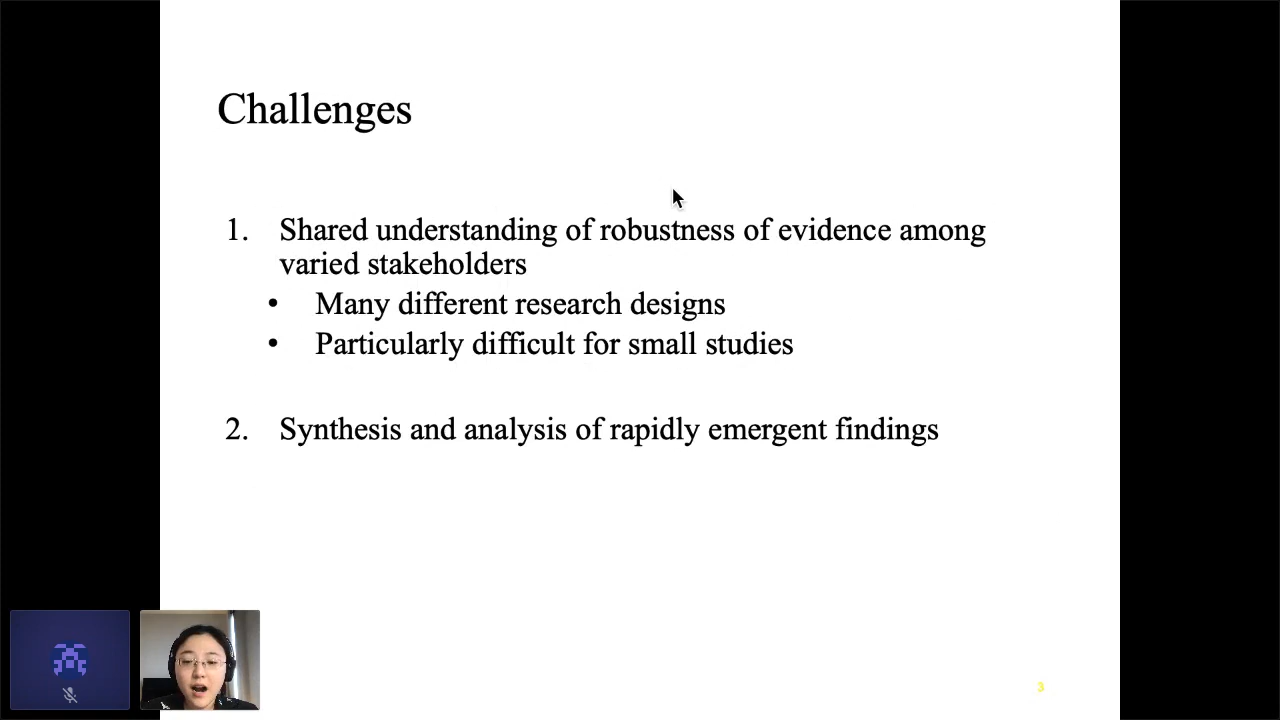 Challenges
1. Shared understanding of robustness of evidence among
varied stakeholders
• Many different research designs
• Particularly difficult for small studies
2. Synthesis and analysis of rapidly emergent findings
3